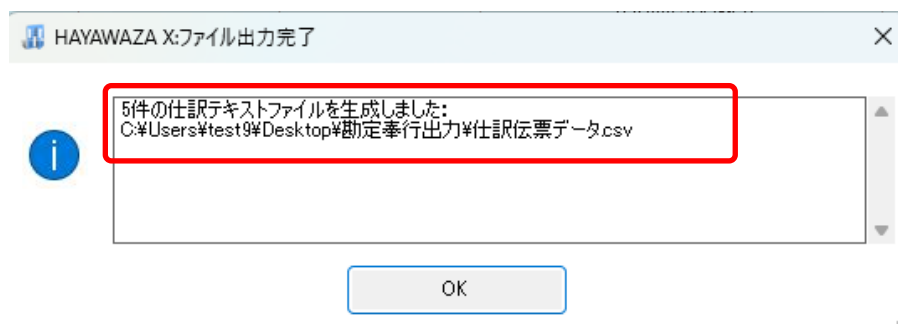 HAYAWAZA X:ファイル出力完了
5件の仕訳テキストファイルを生成しました:
C:¥Users¥test9¥Desktop¥勘定奉行出力¥仕訳伝票データ.csv
OK